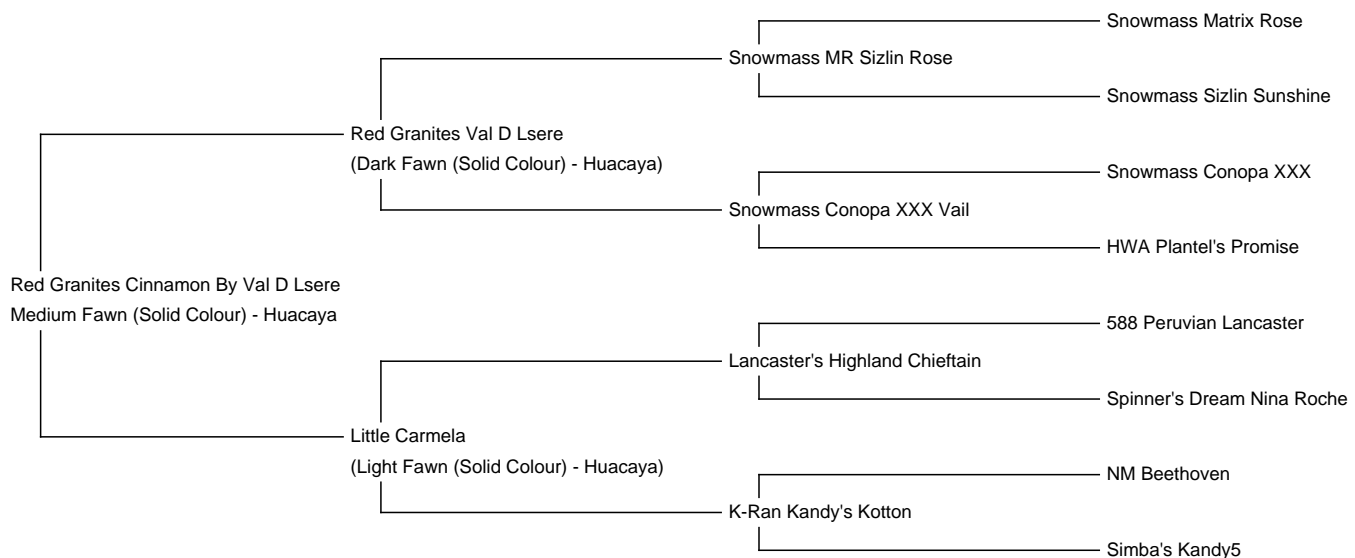 Snowmass Matrix Rose
Snowmass MR Sizlin Rose
Snowmass Sizlin Sunshine
Red Granites Val D Lsere
(Dark Fawn (Solid Colour) - Huacaya)
Snowmass Conopa XXX
Snowmass Conopa XXX Vail
HWA Plantel's Promise
Red Granites Cinnamon By Val D Lsere
Medium Fawn (Solid Colour) - Huacaya
588 Peruvian Lancaster
Lancaster's Highland Chieftain
Spinner's Dream Nina Roche
Little Carmela
(Light Fawn (Solid Colour) - Huacaya)
NM Beethoven
K-Ran Kandy's Kotton
Simba's Kandy5